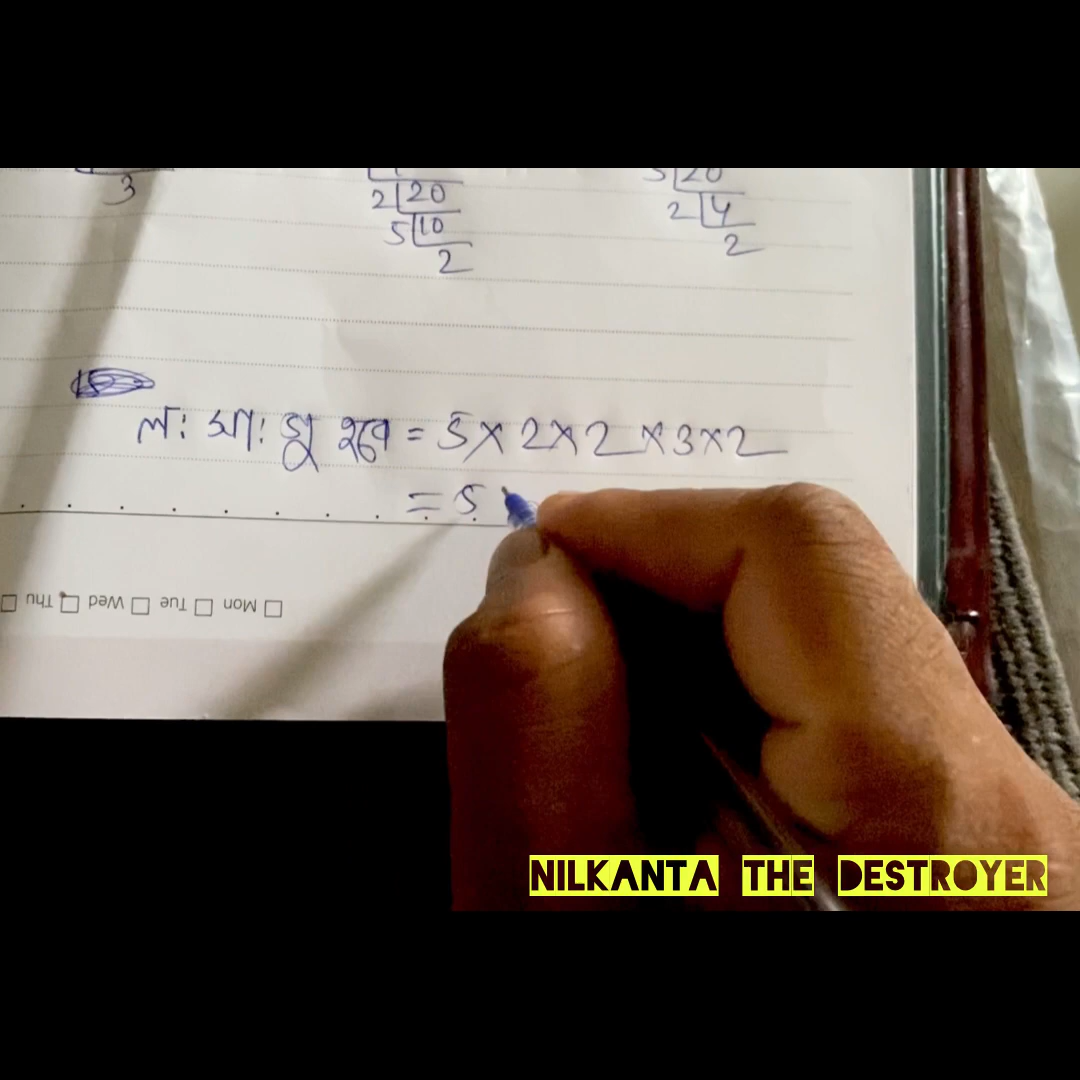 3
2 20
5 10
2
5 20
2 4
2
ল: সা: গু হবে = 5 × 2 × 2 × 3 × 2
= 5
Mon Tue Wed Thu
NILKANTA THE DESTROYER